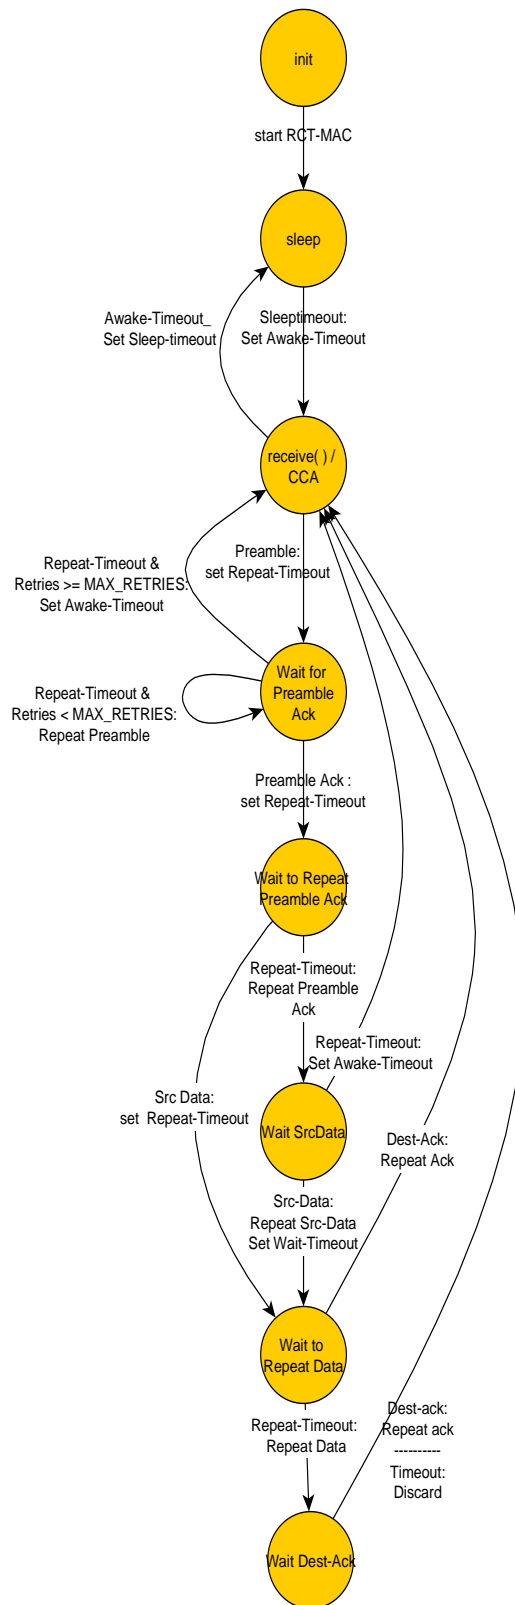 init
start RCT-MAC
sleep
Awake-Timeout_
Set Sleep-timeout
Sleeptimeout:
Set Awake-Timeout
receive( ) /
CCA
Preamble:
set Repeat-Timeout
Repeat-Timeout &
Retries >= MAX_RETRIES:
Set Awake-Timeout
Wait for
Preamble
Ack
Repeat-Timeout &
Retries < MAX_RETRIES:
Repeat Preamble
Preamble Ack :
set Repeat-Timeout
Wait to Repeat
Preamble Ack
Repeat-Timeout:
Repeat Preamble
Ack
Repeat-Timeout:
Set Awake-Timeout
Src Data:
set Repeat-Timeout
Wait SrcData
Dest-Ack:
Repeat Ack
Src-Data:
Repeat Src-Data
Set Wait-Timeout
Wait to
Repeat Data
Repeat-Timeout:
Repeat Data
Dest-ack:
Repeat ack
----------
Timeout:
Discard
Wait Dest-Ack